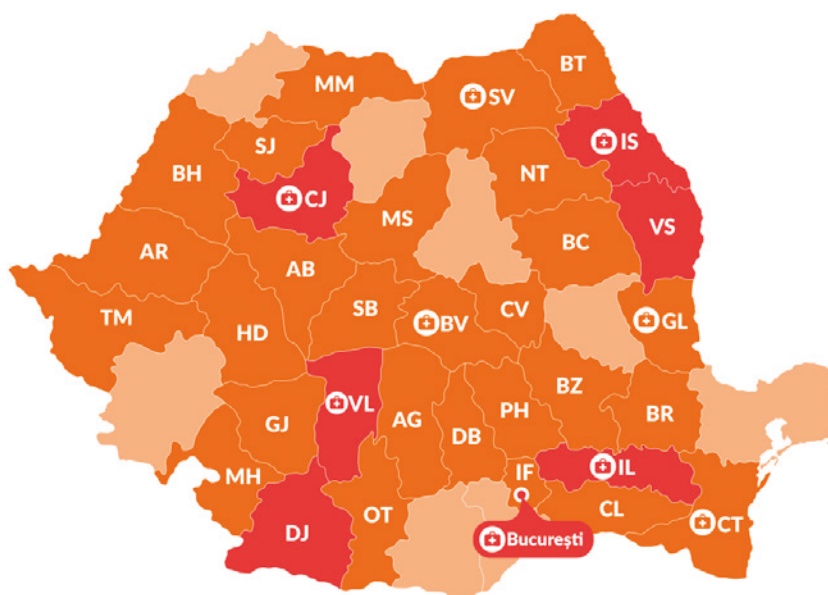 BT
MM
SV
IS
SJ
BH
NT
CJ
MS
VS
BC
AR
AB
SB
CV
TM
BV
GL
HD
BZ
VL
BR
GJ
AG
PH
DB
IL
IF
MH
CL
OT
CT
DJ
București